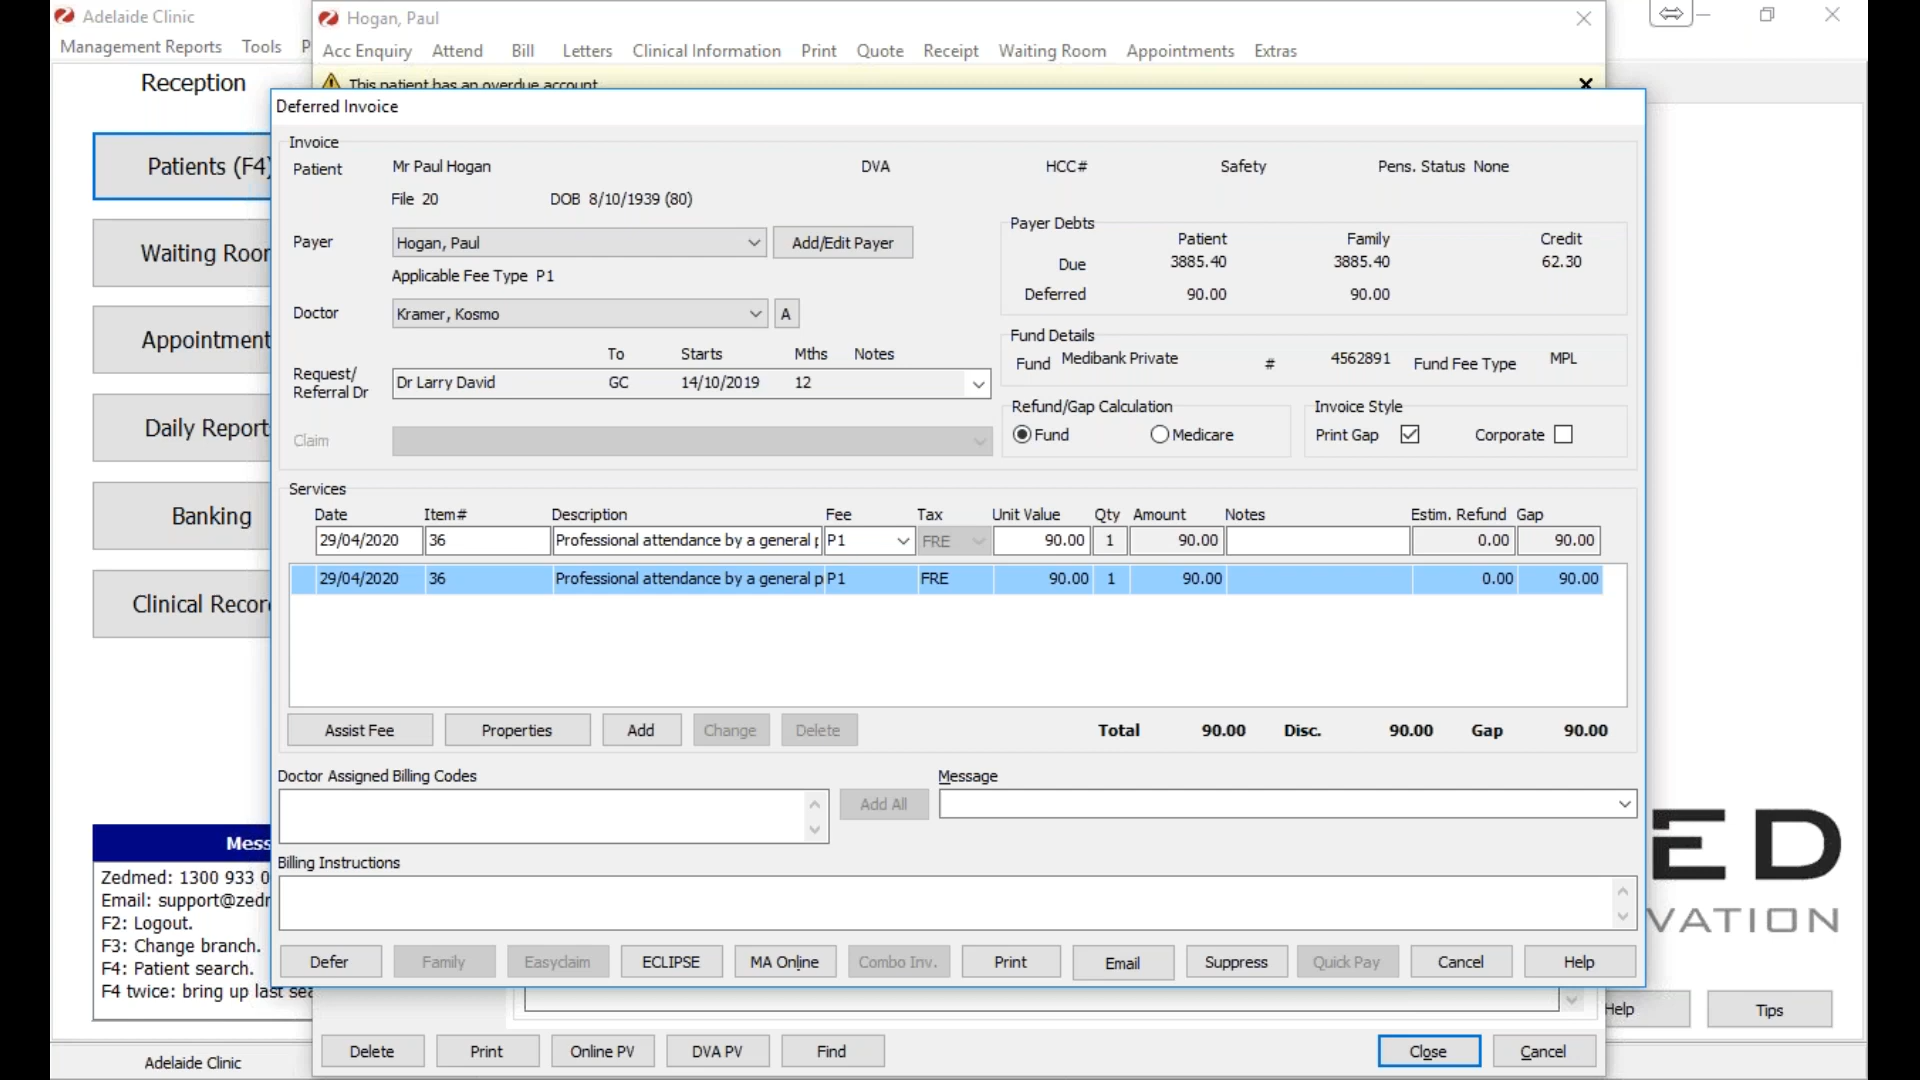 Adelaide Clinic
Hogan, Paul
Management Reports Tools P
Acc Enquiry Attend Bill Letters Clinical Information Print Quote Receipt Waiting Room Appointments Extras
Reception
This patient has an overdue account
Deferred Invoice
Patients (F4)
Waiting Roor
Appointment
Daily Report
Banking
Clinical Recor
Invoice
Patient Mr Paul Hogan DVA HCC# Safety Pens. Status None
File 20 DOB 8/10/1939 (80)
Payer Hogan, Paul Add/Edit Payer
Applicable Fee Type P1
Payer Debts
Patient Family Credit
Due 3885.40 3885.40 62.30
Deferred 90.00 90.00
Doctor Kramer, Kosmo A
Fund Details
Fund Medibank Private # 4562891 Fund Fee Type MPL
To Starts Mths Notes
Request/
Referral Dr Dr Larry David GC 14/10/2019 12
Refund/Gap Calculation
Fund Medicare
Invoice Style
Print Gap Corporate
Claim
Services
Date Item# Description Fee Tax Unit Value Qty Amount Notes Estim. Refund Gap
29/04/2020 36 Professional attendance by a general p P1 FRE 90.00 1 90.00 0.00 90.00
29/04/2020 36 Professional attendance by a general p P1 FRE 90.00 1 90.00 0.00 90.00
Assist Fee Properties Add Change Delete Total 90.00 Disc. 90.00 Gap 90.00
Doctor Assigned Billing Codes Message
Add All
Billing Instructions
Defer Family Easyclaim ECLIPSE MA Online Combo Inv. Print Email Suppress Quick Pay Cancel Help
Mess
Zedmed: 1300 933 0
Email: support@zedr
F2: Logout.
F3: Change branch.
F4: Patient search.
F4 twice: bring up last sea
ED
VATION
Help Tips
Delete Print Online PV DVA PV Find Close Cancel
Adelaide Clinic